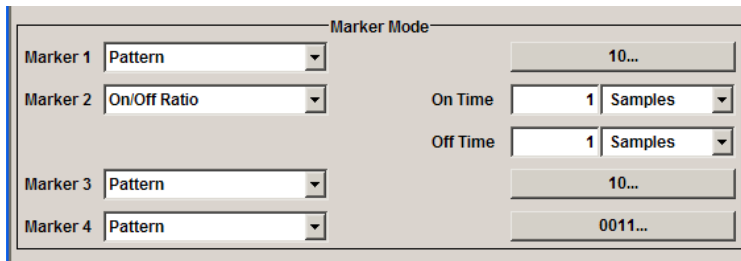 Marker Mode
Marker 1 Pattern 10...
Marker 2 On/Off Ratio On Time 1 Samples
Off Time 1 Samples
Marker 3 Pattern 10...
Marker 4 Pattern 0011...